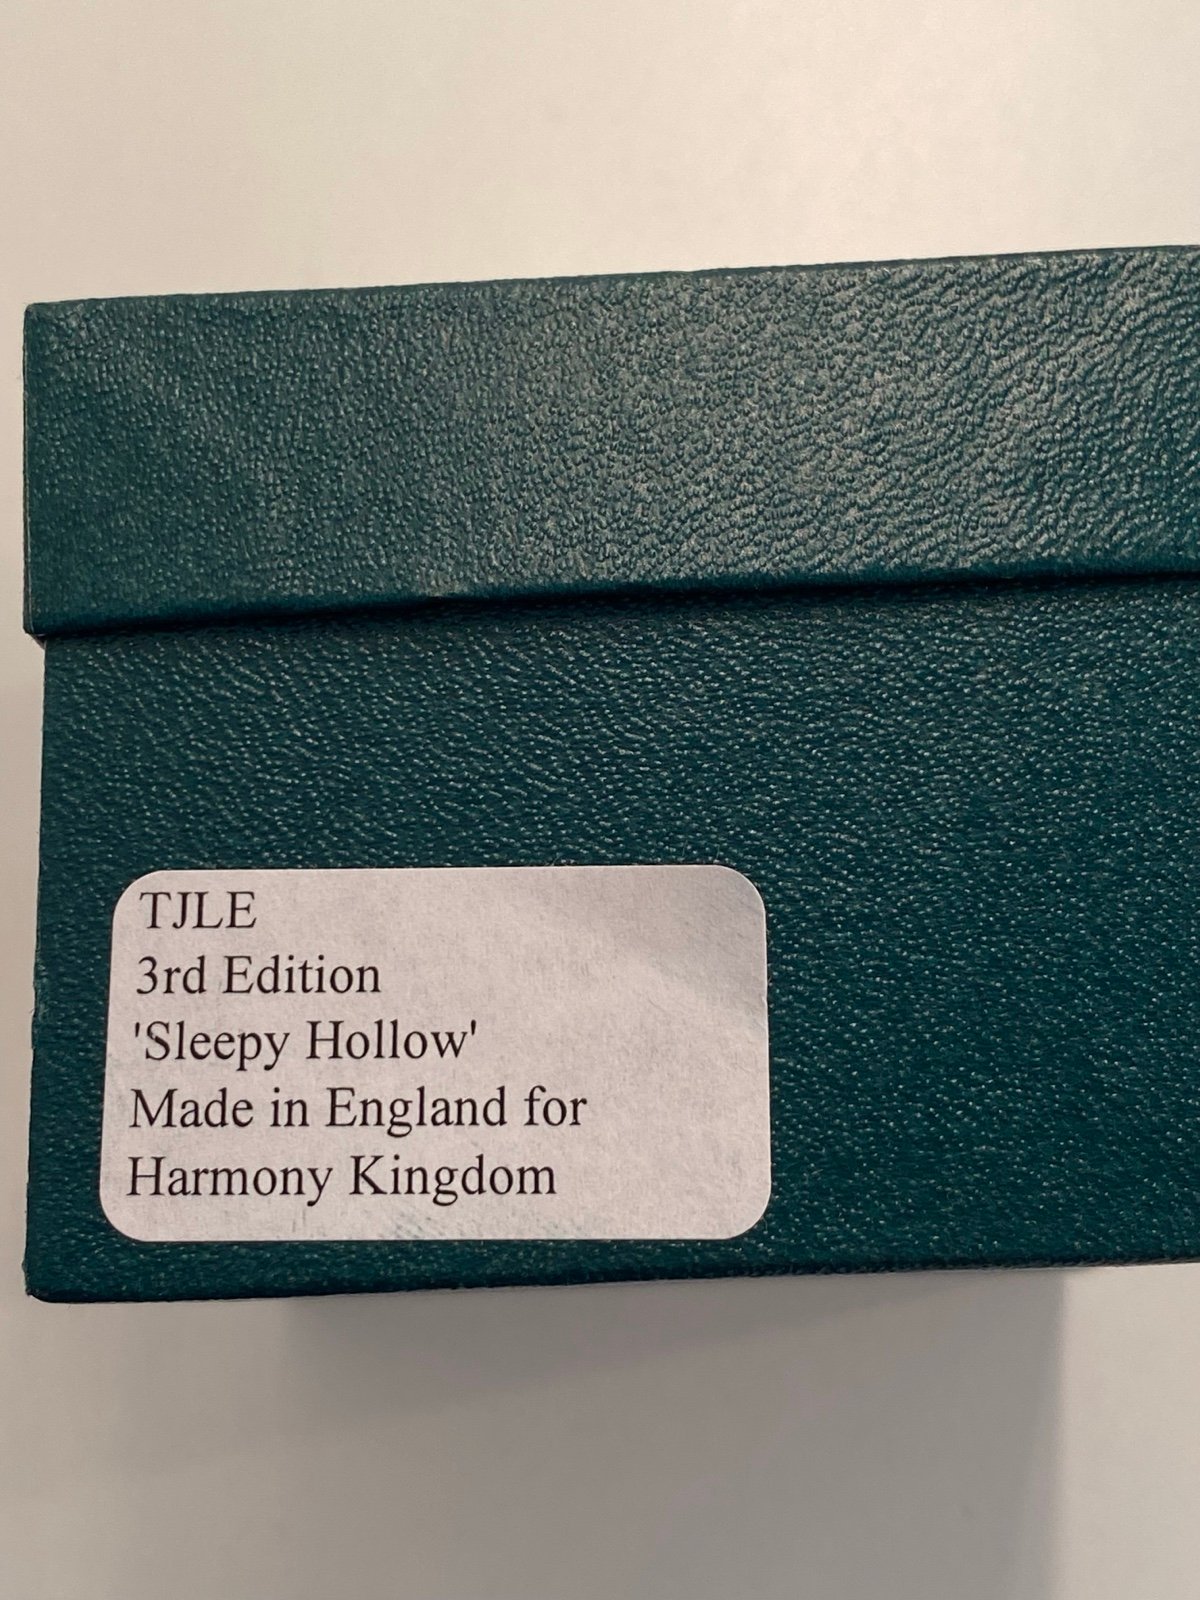 TJLE
3rd Edition
'Sleepy Hollow'
Made in England for
Harmony Kingdom